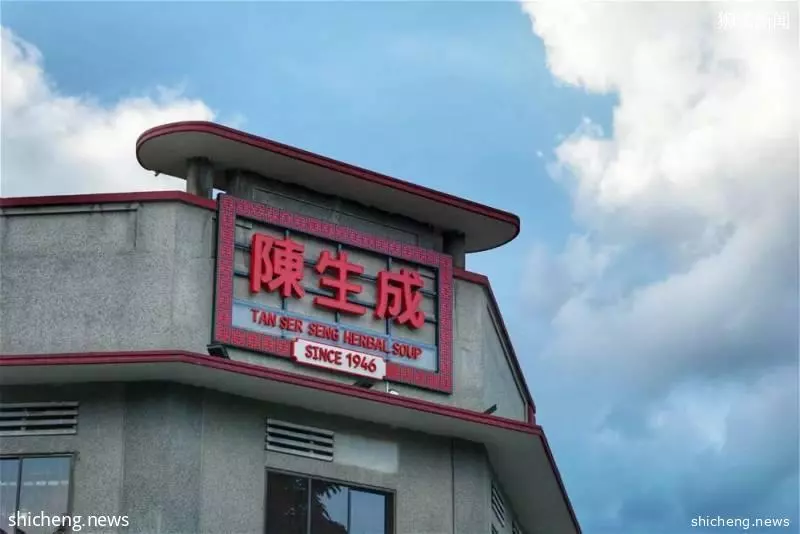 陳生成
TAN SER SENG HERBAL SOUP
SINCE 1946
shicheng.news
shicheng.news